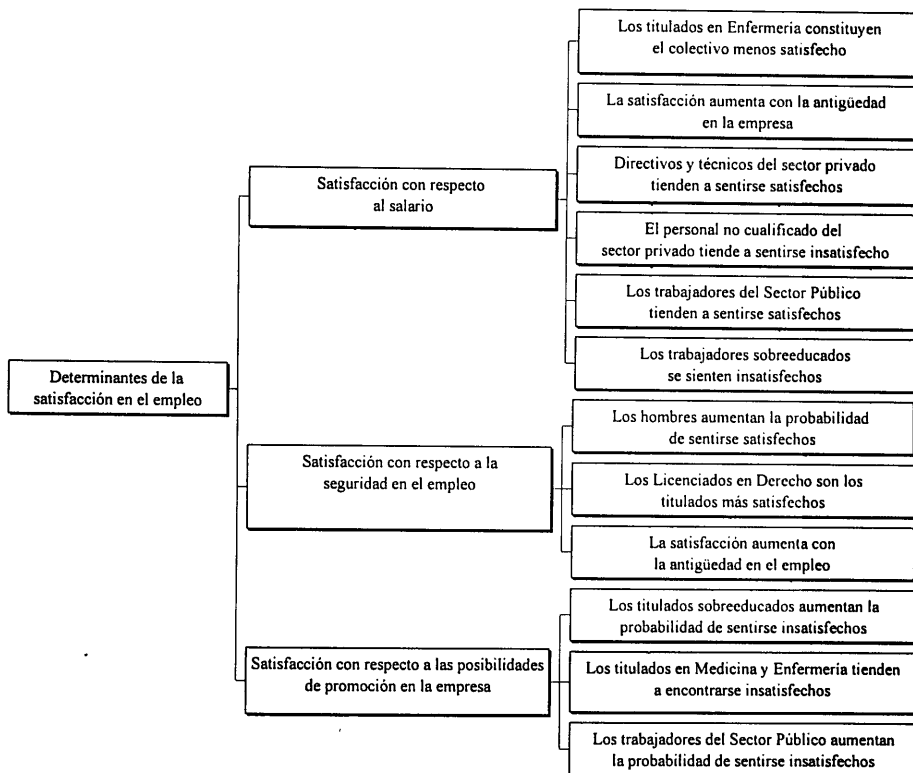 Determinantes de la
satisfacción en el empleo
Satisfacción con respecto
al salario
Los titulados en Enfermería constituyen
el colectivo menos satisfecho
La satisfacción aumenta con la antigüedad
en la empresa
Directivos y técnicos del sector privado
tienden a sentirse satisfechos
El personal no cualificado del
sector privado tiende a sentirse insatisfecho
Los trabajadores del Sector Público
tienden a sentirse satisfechos
Los trabajadores sobreeducados
se sienten insatisfechos
Satisfacción con respecto a la
seguridad en el empleo
Los hombres aumentan la probabilidad
de sentirse satisfechos
Los Licenciados en Derecho son los
titulados más satisfechos
La satisfacción aumenta con
la antigüedad en el empleo
Satisfacción con respecto a las posibilidades
de promoción en la empresa
Los titulados sobreeducados aumentan la
probabilidad de sentirse insatisfechos
Los titulados en Medicina y Enfermería tienden
a encontrarse insatisfechos
Los trabajadores del Sector Público aumentan
la probabilidad de sentirse insatisfechos